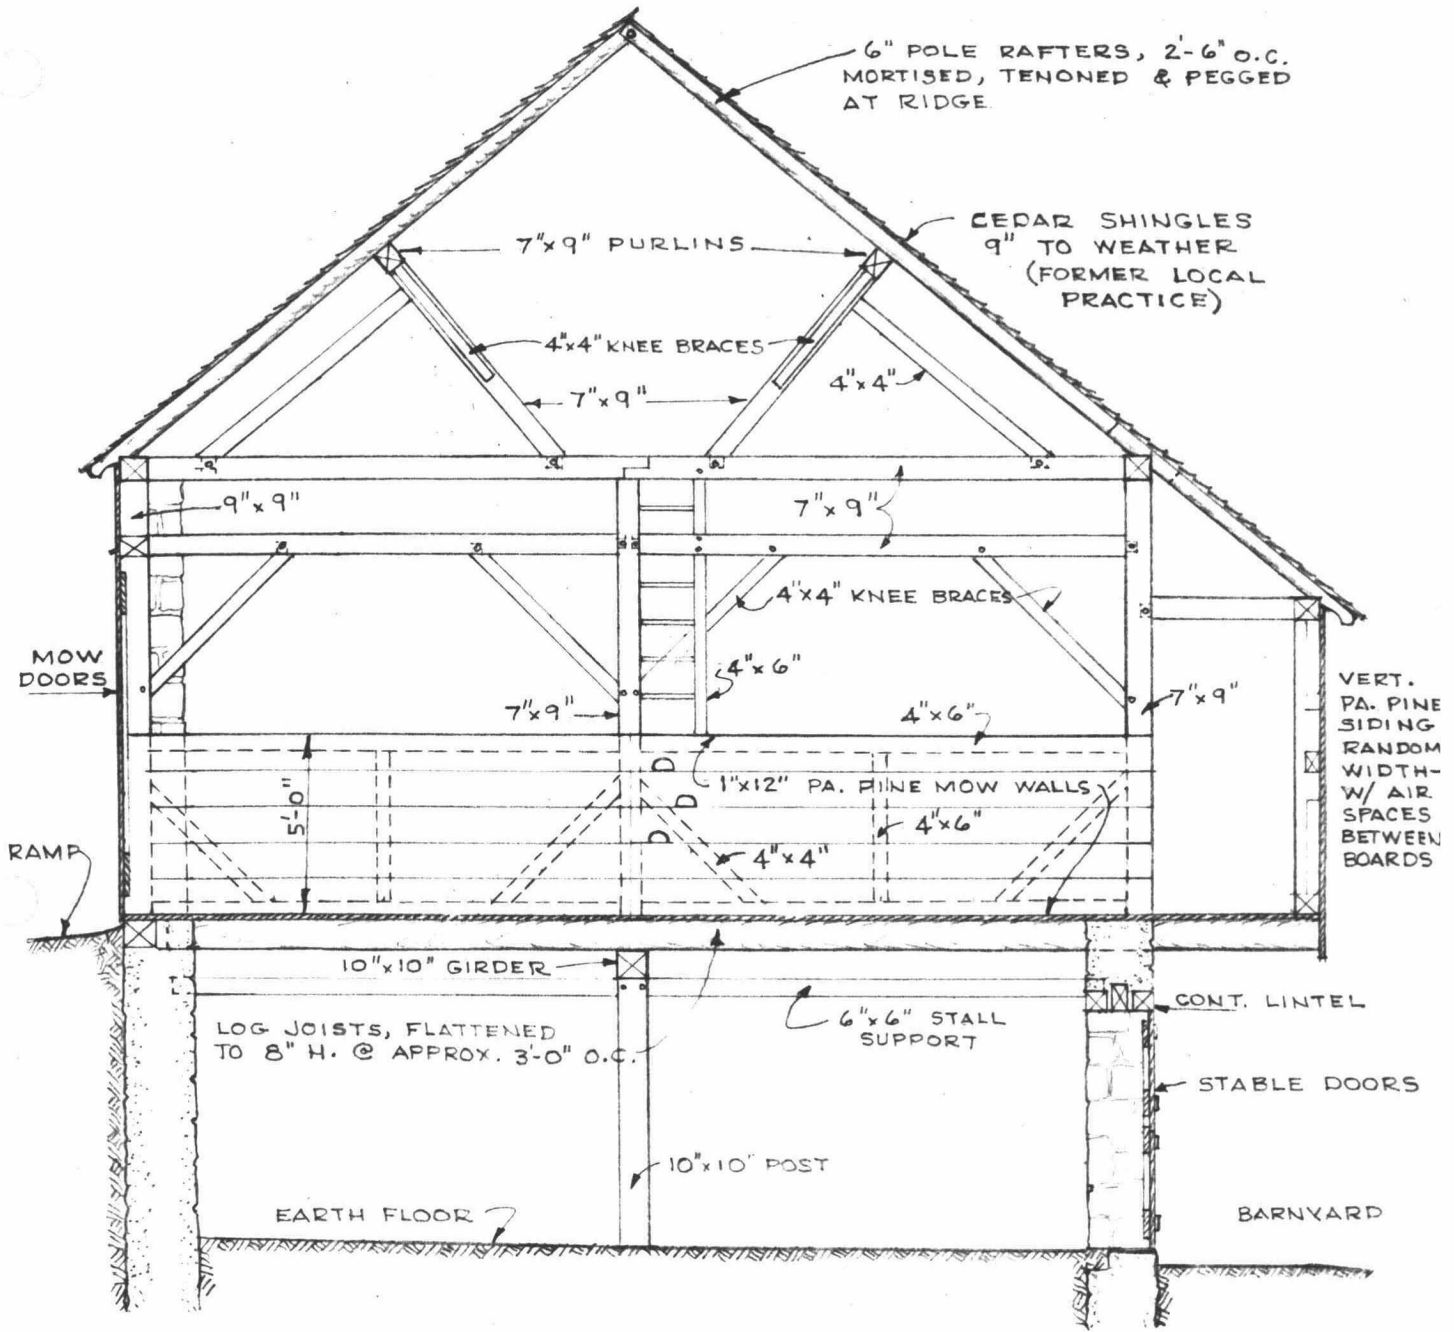 6" POLE RAFTERS, 2'-6" O.C.
MORTISED, TENONED & PEGGED
AT RIDGE
CEDAR SHINGLES
9" TO WEATHER
(FORMER LOCAL
PRACTICE)
7"x9" PURLINS
4"x4" KNEE BRACES
4"x4"
7"x9"
9"x9"
7"x9"
4"x4" KNEE BRACES
MOW
DOORS
4"x6"
7"x9"
4"x6"
7"x9"
VERT.
PA. PINE
SIDING
RANDOM
WIDTH-
W/ AIR
SPACES
BETWEEN
BOARDS
5'-0"
1"x12" PA. PINE MOW WALLS
4"x6"
4"x4"
RAMP
10"x10" GIRDER
CONT. LINTEL
6"x6" STALL
SUPPORT
LOG JOISTS, FLATTENED
TO 8" H. @ APPROX. 3'-0" O.C.
STABLE DOORS
10"x10" POST
EARTH FLOOR
BARNYARD